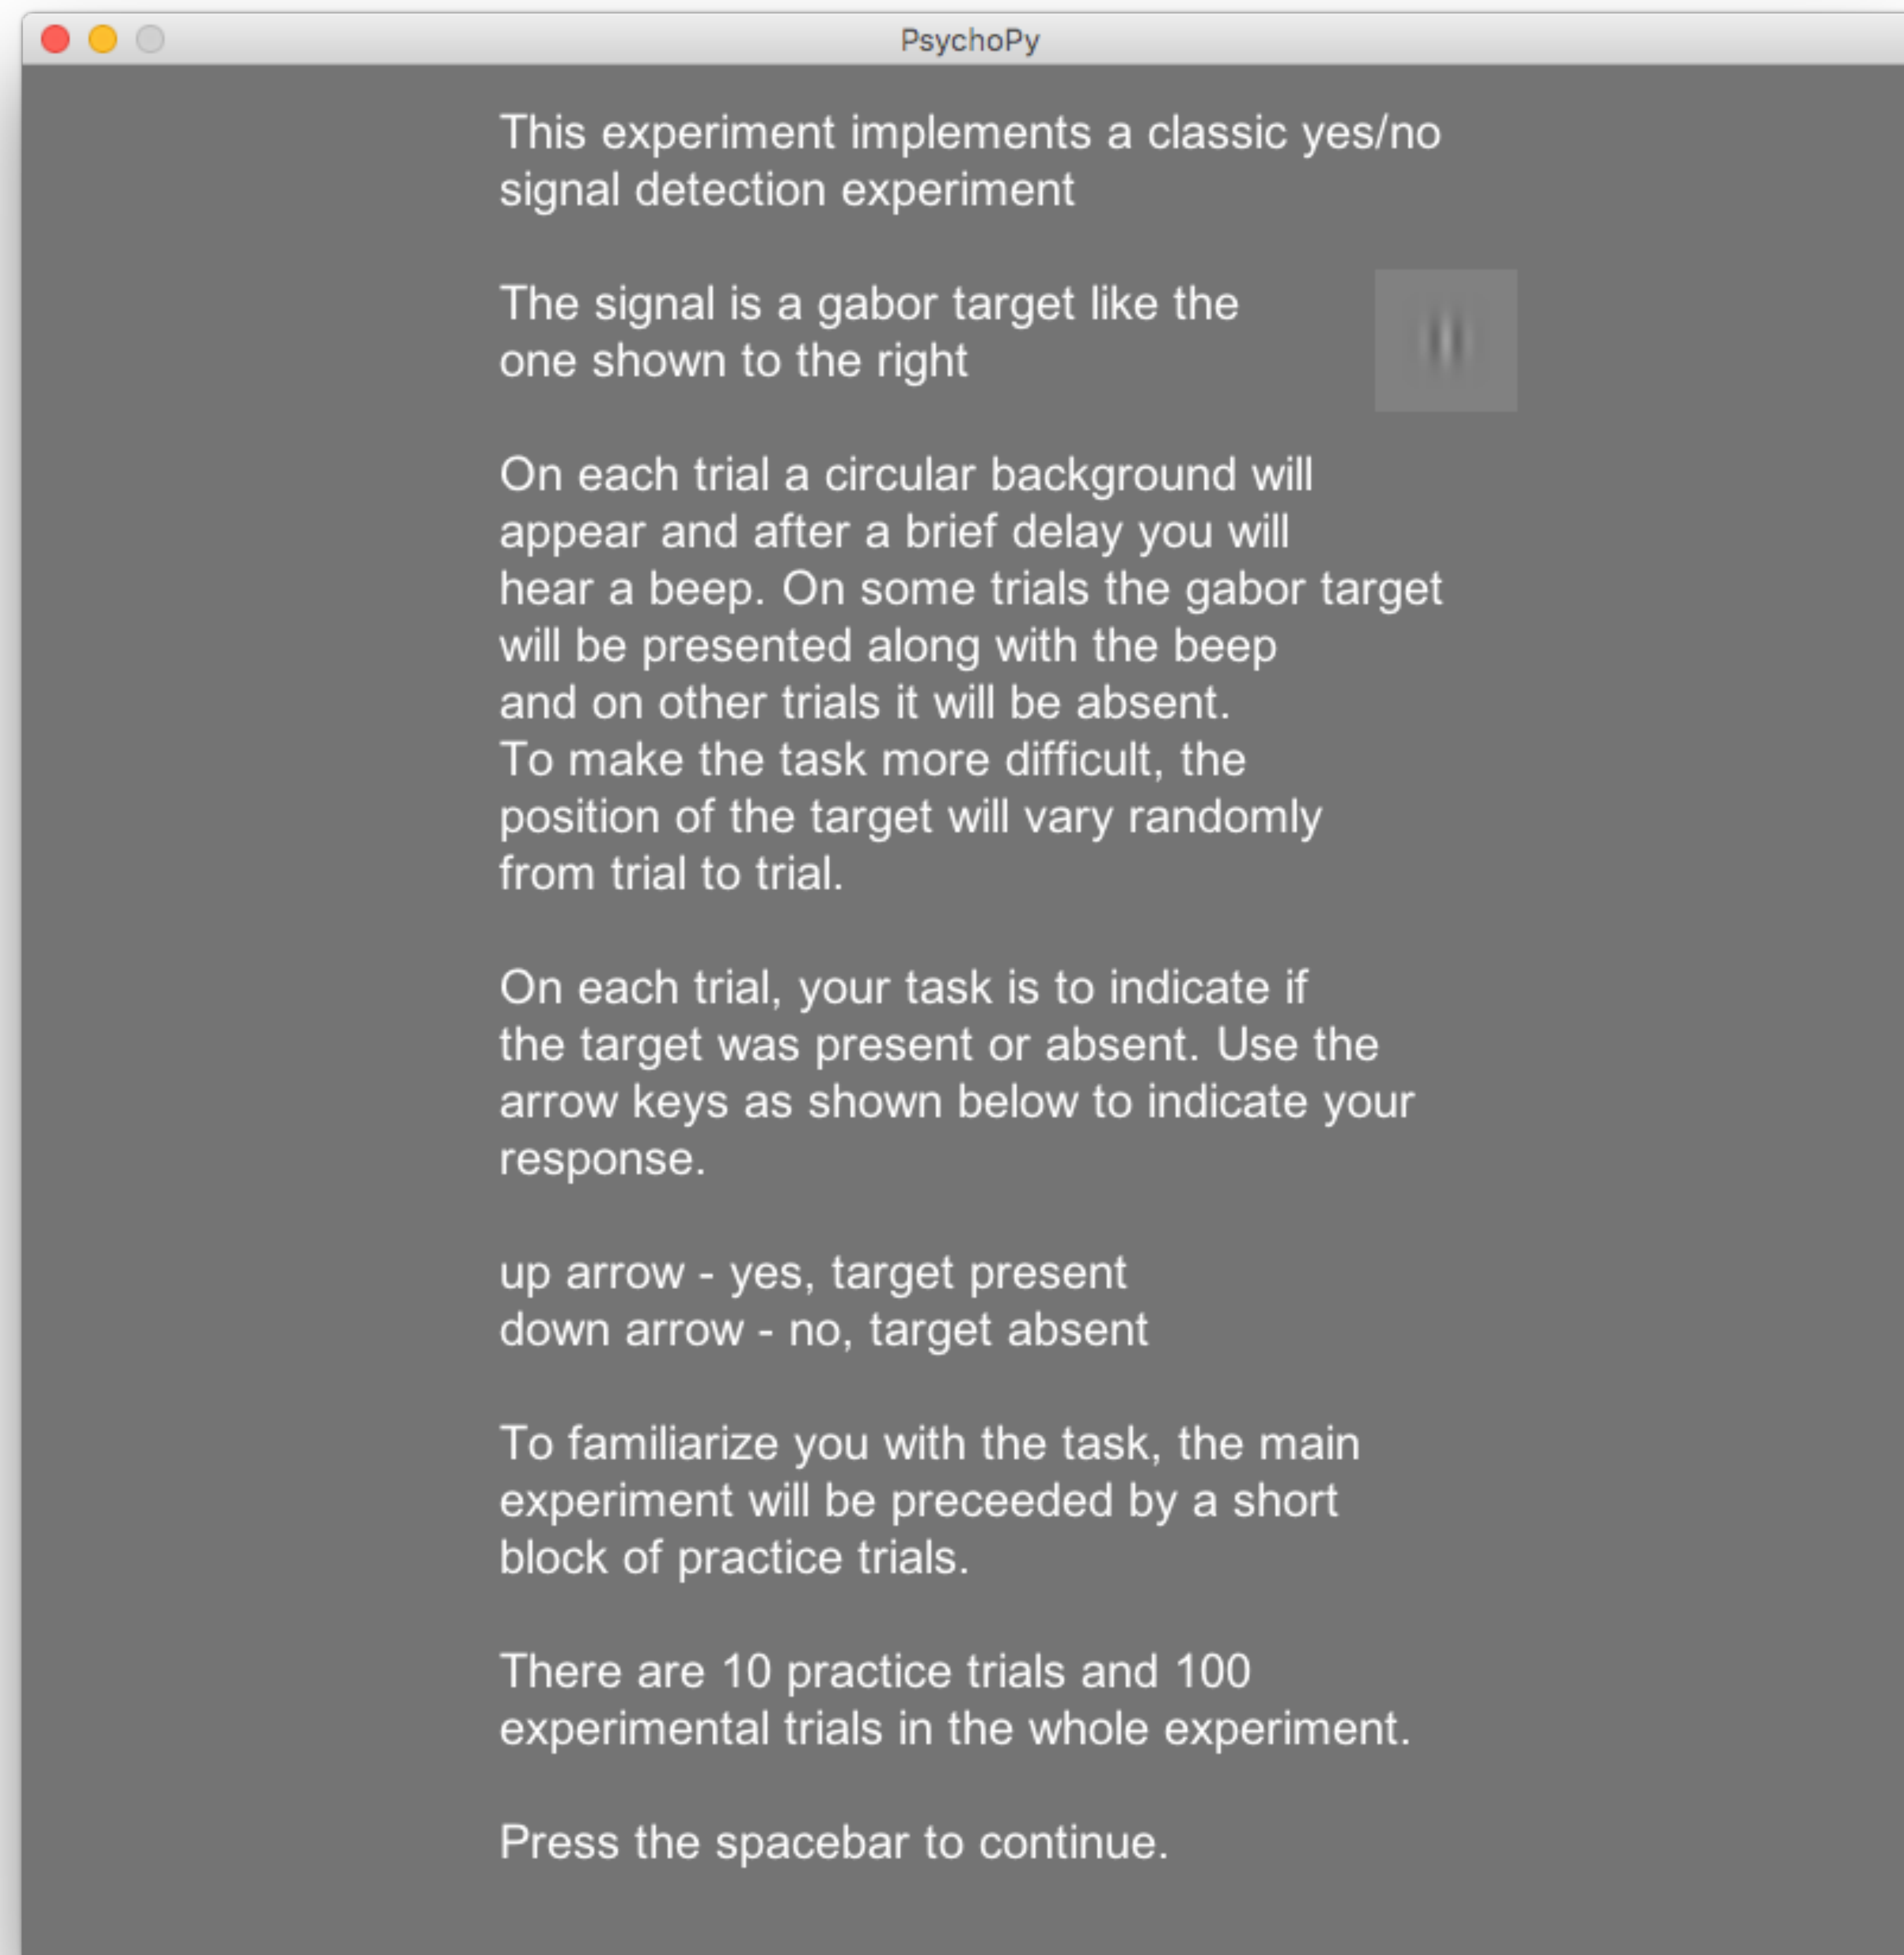 PsychoPy
This experiment implements a classic yes/no
signal detection experiment
The signal is a gabor target like the
one shown to the right
On each trial a circular background will
appear and after a brief delay you will
hear a beep. On some trials the gabor target
will be presented along with the beep
and on other trials it will be absent.
To make the task more difficult, the
position of the target will vary randomly
from trial to trial.
On each trial, your task is to indicate if
the target was present or absent. Use the
arrow keys as shown below to indicate your
response.
up arrow - yes, target present
down arrow - no, target absent
To familiarize you with the task, the main
experiment will be preceeded by a short
block of practice trials.
There are 10 practice trials and 100
experimental trials in the whole experiment.
Press the spacebar to continue.